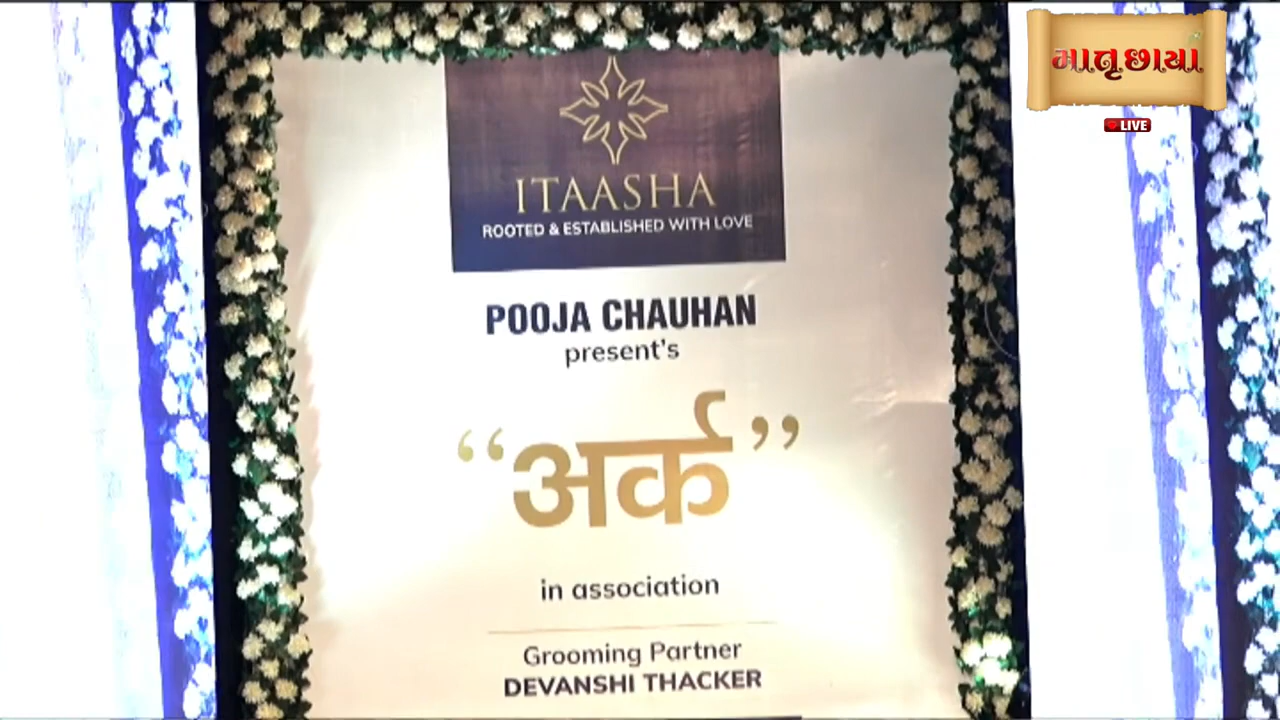 માતૃછાયા
LIVE
ITAASHA
ROOTED & ESTABLISHED WITH LOVE
POOJA CHAUHAN
present's
“अर्क”
in association
Grooming Partner
DEVANSHI THACKER